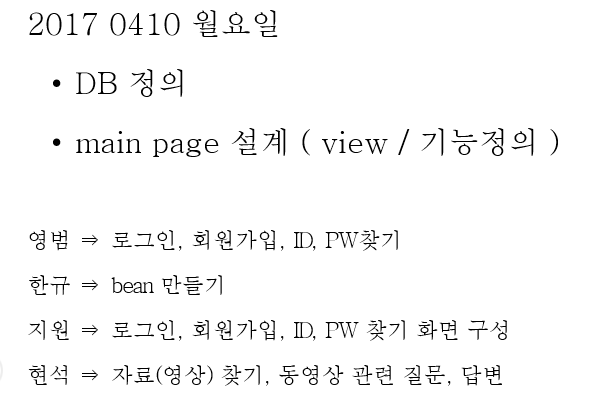 2017 0410 월요일
• DB 정의
• main page 설계 ( view / 기능정의 )
영범 ⇒ 로그인, 회원가입, ID, PW찾기
한규 ⇒ bean 만들기
지원 ⇒ 로그인, 회원가입, ID, PW 찾기 화면 구성
현석 ⇒ 자료(영상) 찾기, 동영상 관련 질문, 답변